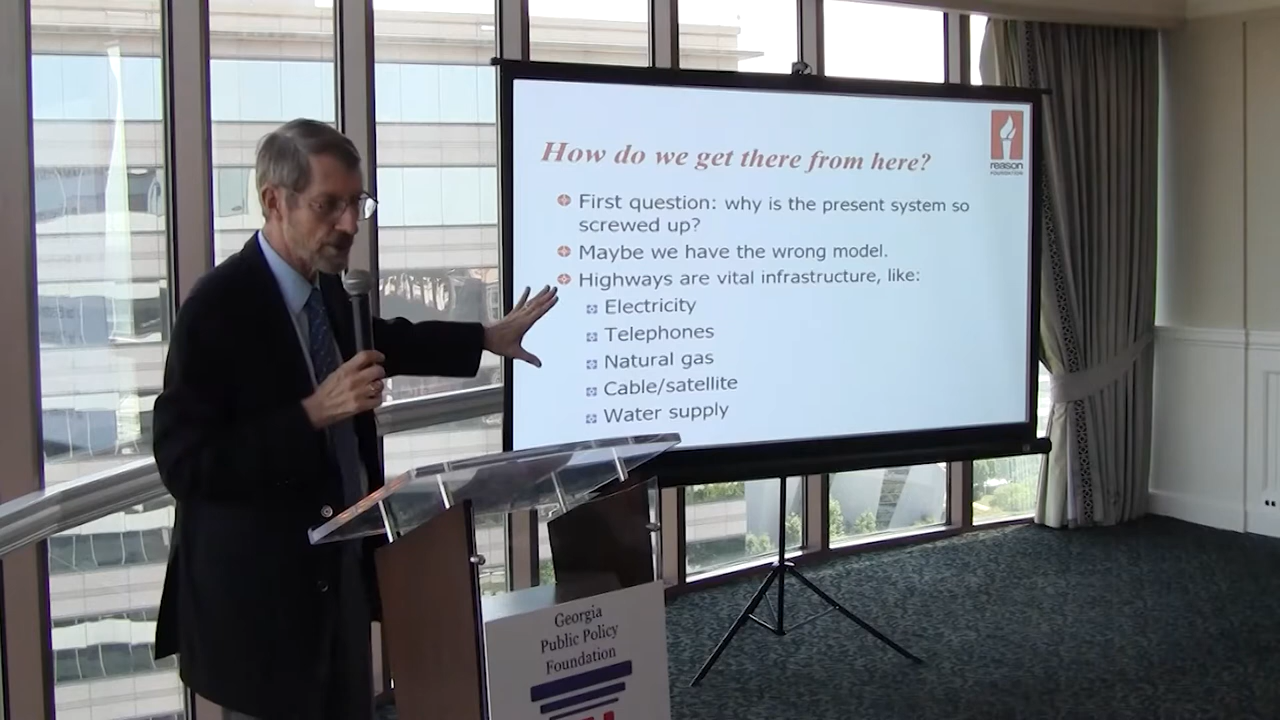 How do we get there from here?
reason
FOUNDATION
First question: why is the present system so
screwed up?
Maybe we have the wrong model.
Highways are vital infrastructure, like:
Electricity
Telephones
Natural gas
Cable/satellite
Water supply
Georgia
Public Policy
Foundation